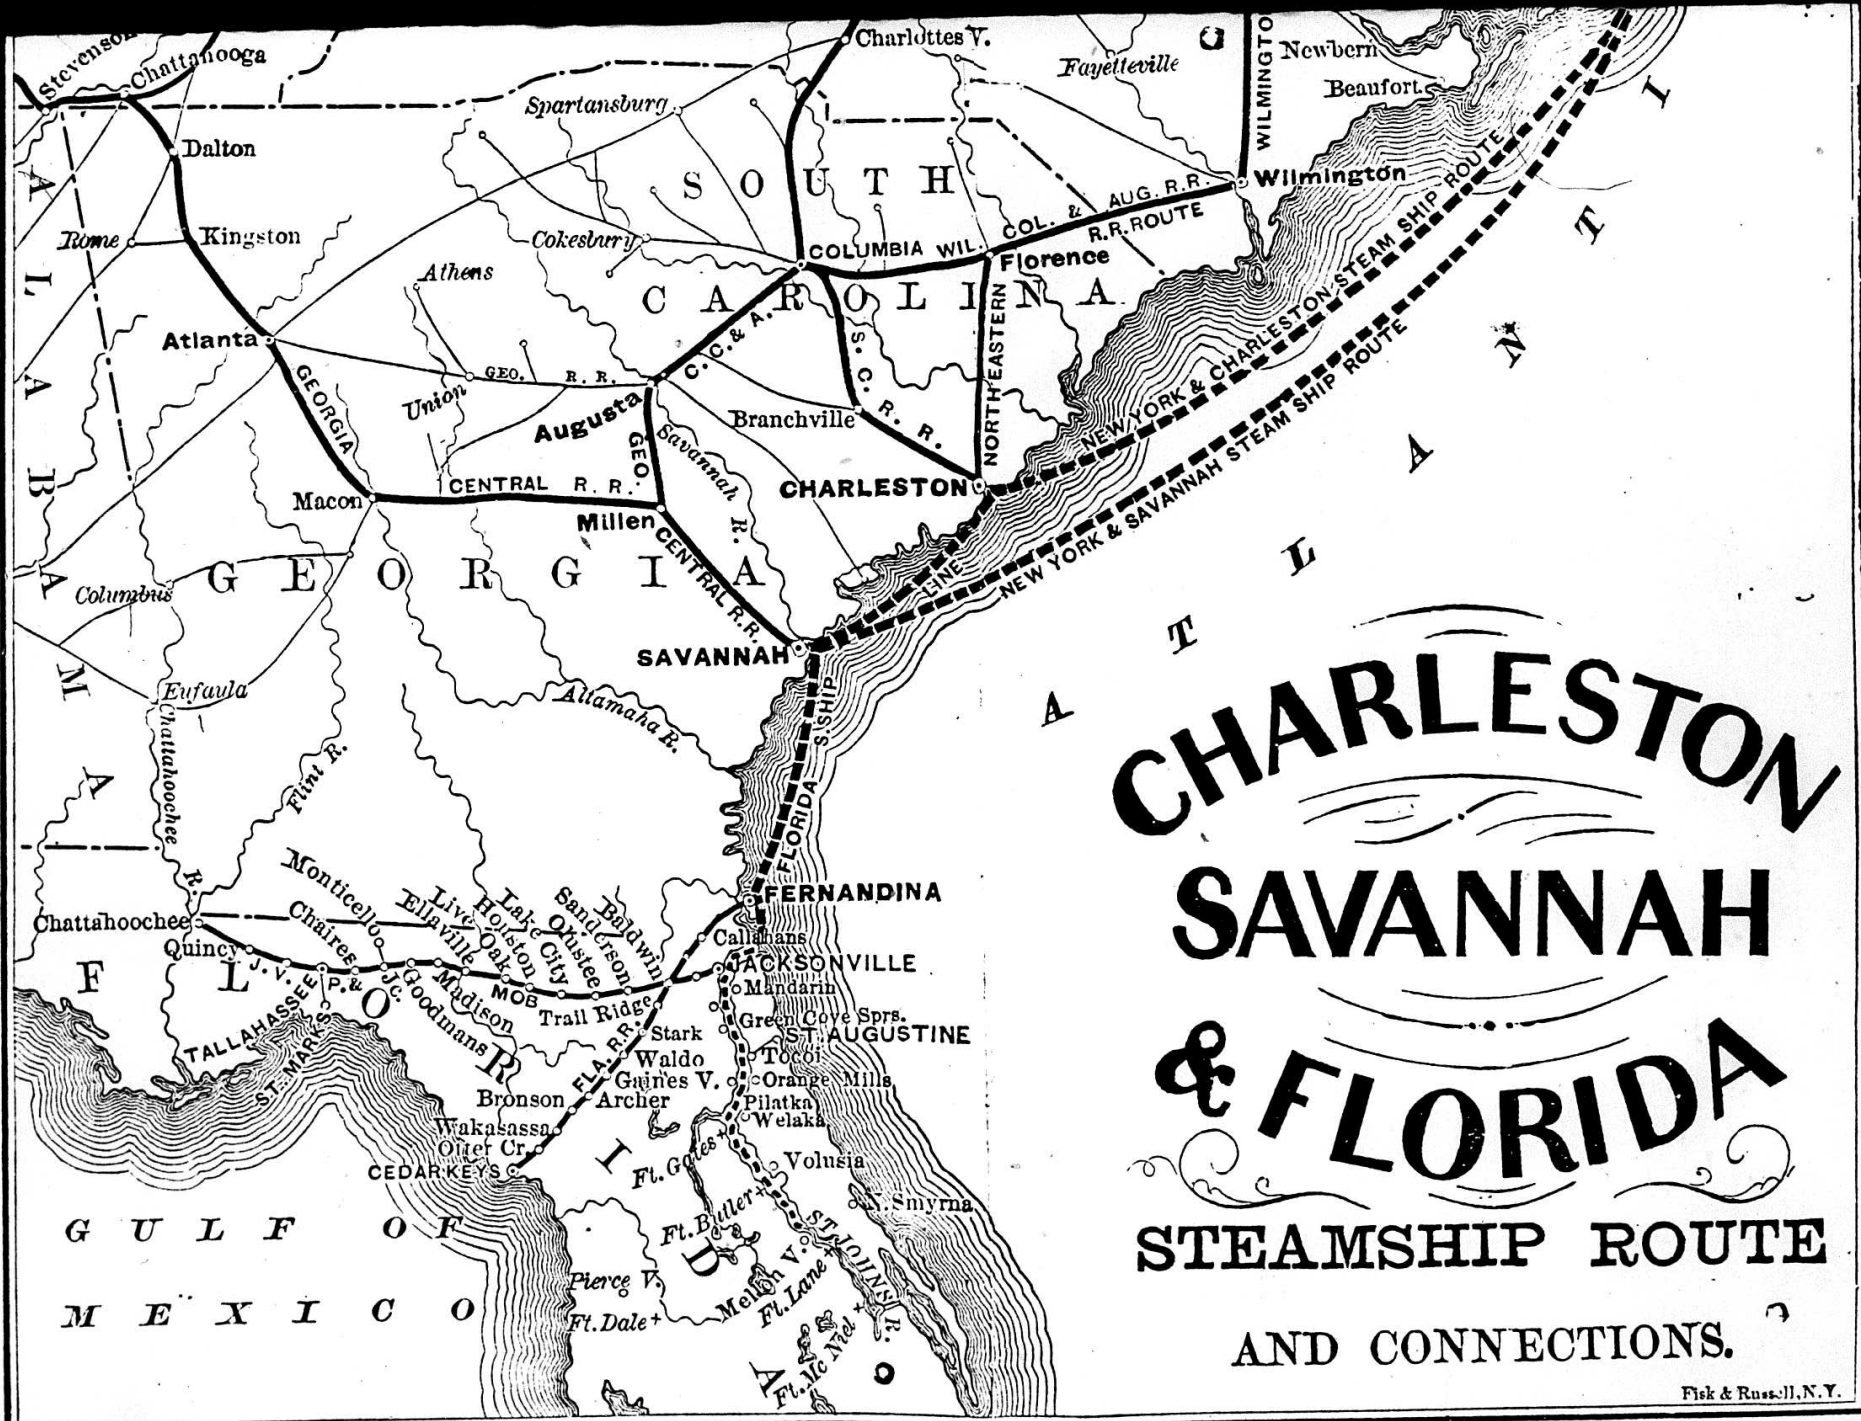 Stevenson
Chattanooga
Charlottes V.
Fayetteville
WILMINGTO
Newbern
Beaufort.
Spartansburg
Dalton
SOUTH
Wilmington
COL. & AUG. R.R.
R.R. ROUTE
Rome
Kingston
Cokesbury
COLUMBIA WIL.
Florence
Athens
CAROLINA
Atlanta
GEORGIA
GEO. R. R.
C. C. & A.
S. C. R. R.
NORTH EASTERN
Union
Augusta
GEO.
Savannah R.
Branchville
NEW YORK & CHARLESTON STEAM SHIP ROUTE
NEW YORK & SAVANNAH STEAM SHIP ROUTE
LINE
Macon
CENTRAL R. R.
Millen
CHARLESTON
CENTRAL R.R.
ALABAMA
GEORGIA
Columbus
SAVANNAH
Eufaula
Altamaha R.
Chattahoochee R.
Flint R.
FLORIDA S. SHIP
ATLANTI
Monticello
Chaires
Ellaville
Live Oak
Houston
Lake City
Olustee
Sanderson
Baldwin
FERNANDINA
Chattahoochee
Quincy
J.
P. &
MOB
Callahans
JACKSONVILLE
Mandarin
FLORIDA
TALLAHASSEE
ST. MARKS
Jc.
Goodmans
Madison
Trail Ridge
Green Cove Sprs.
ST. AUGUSTINE
Stark
Waldo
Tocoi
FLA. R.R.
Gaines V.
Orange Mills
Bronson
Archer
Pilatka
Welaka
Wakasassa
Otter Cr.
CEDAR KEYS
Ft. Gates
Volusia
Ft. Butler
N. Smyrna
ST JOHNS R.
Pierce V.
Mellon V.
Ft. Lane
Ft. Dale
Ft. Mc Niel
GULF OF
MEXICO
CHARLESTON
SAVANNAH
& FLORIDA
STEAMSHIP ROUTE
AND CONNECTIONS.
Fisk & Russell, N.Y.